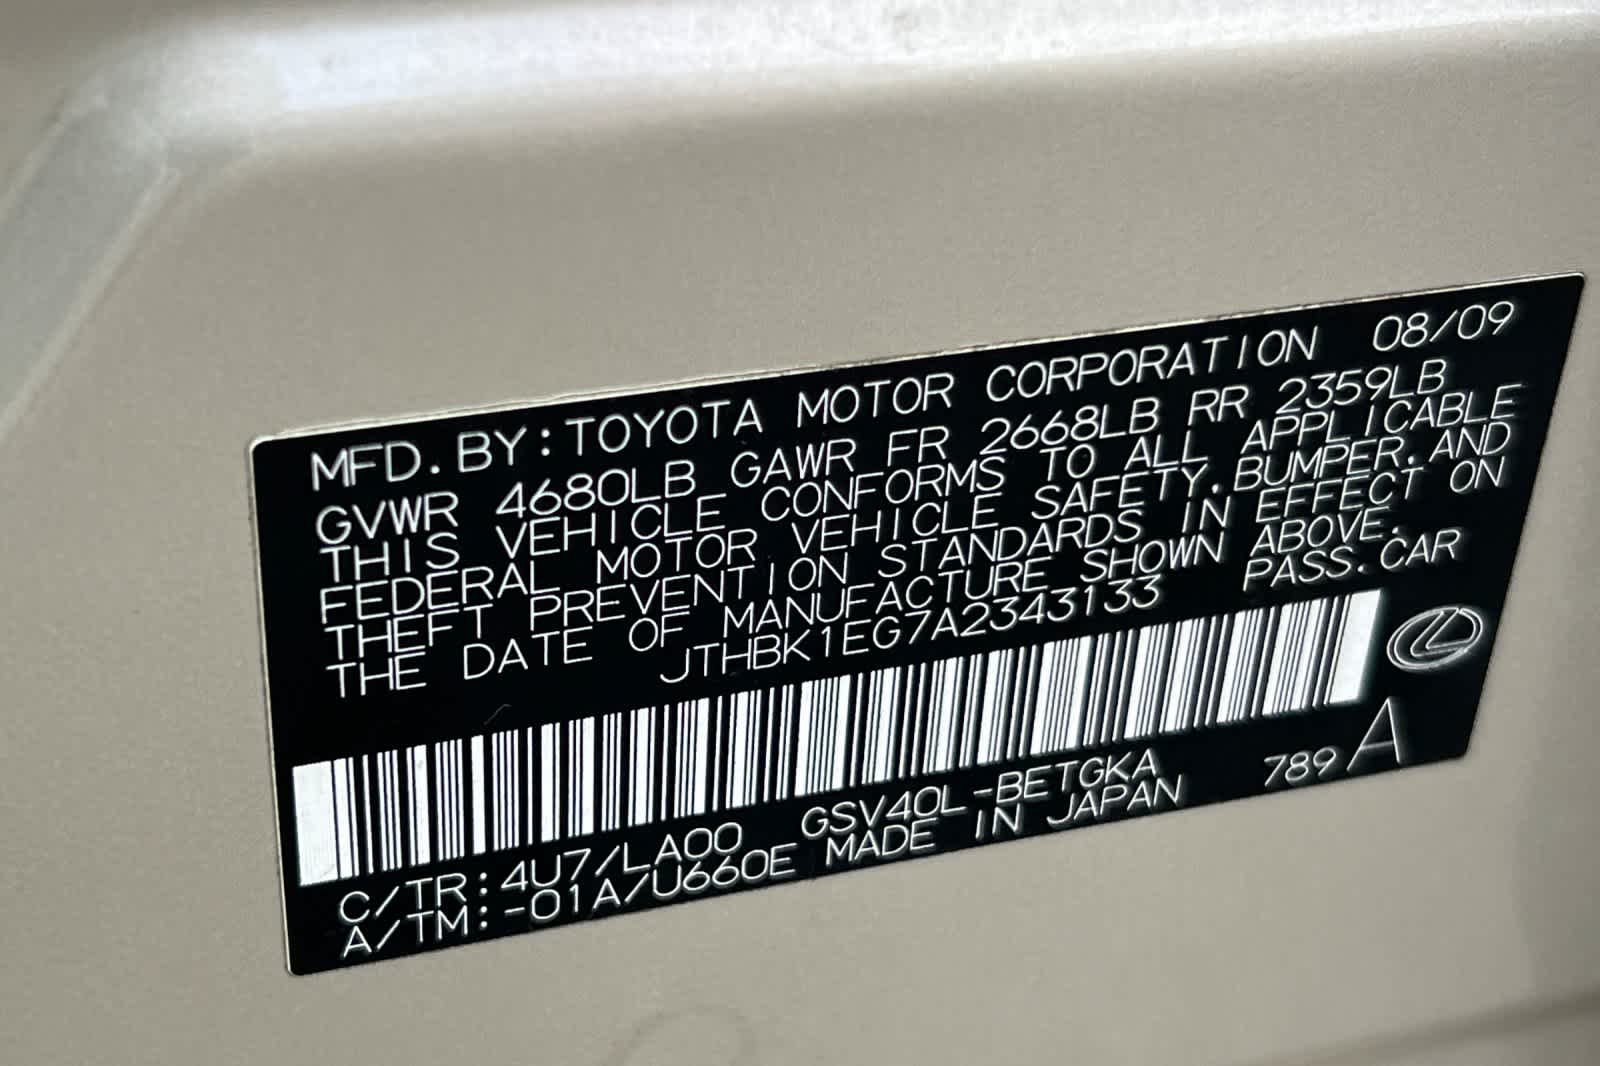 MFD. BY: TOYOTA MOTOR CORPORATION 08/09
GVWR 4680LB GAWR FR 2668LB RR 2359LB
THIS VEHICLE CONFORMS TO ALL APPLICABLE
FEDERAL MOTOR VEHICLE SAFETY, BUMPER, AND
THEFT PREVENTION STANDARDS IN EFFECT ON
THE DATE OF MANUFACTURE SHOWN ABOVE.
JTHBK1EG7A2343133 PASS. CAR
C/TR: 4U7/LA00 GSV40L-BETGKA 789 A
A/TM: -01A/U660E MADE IN JAPAN